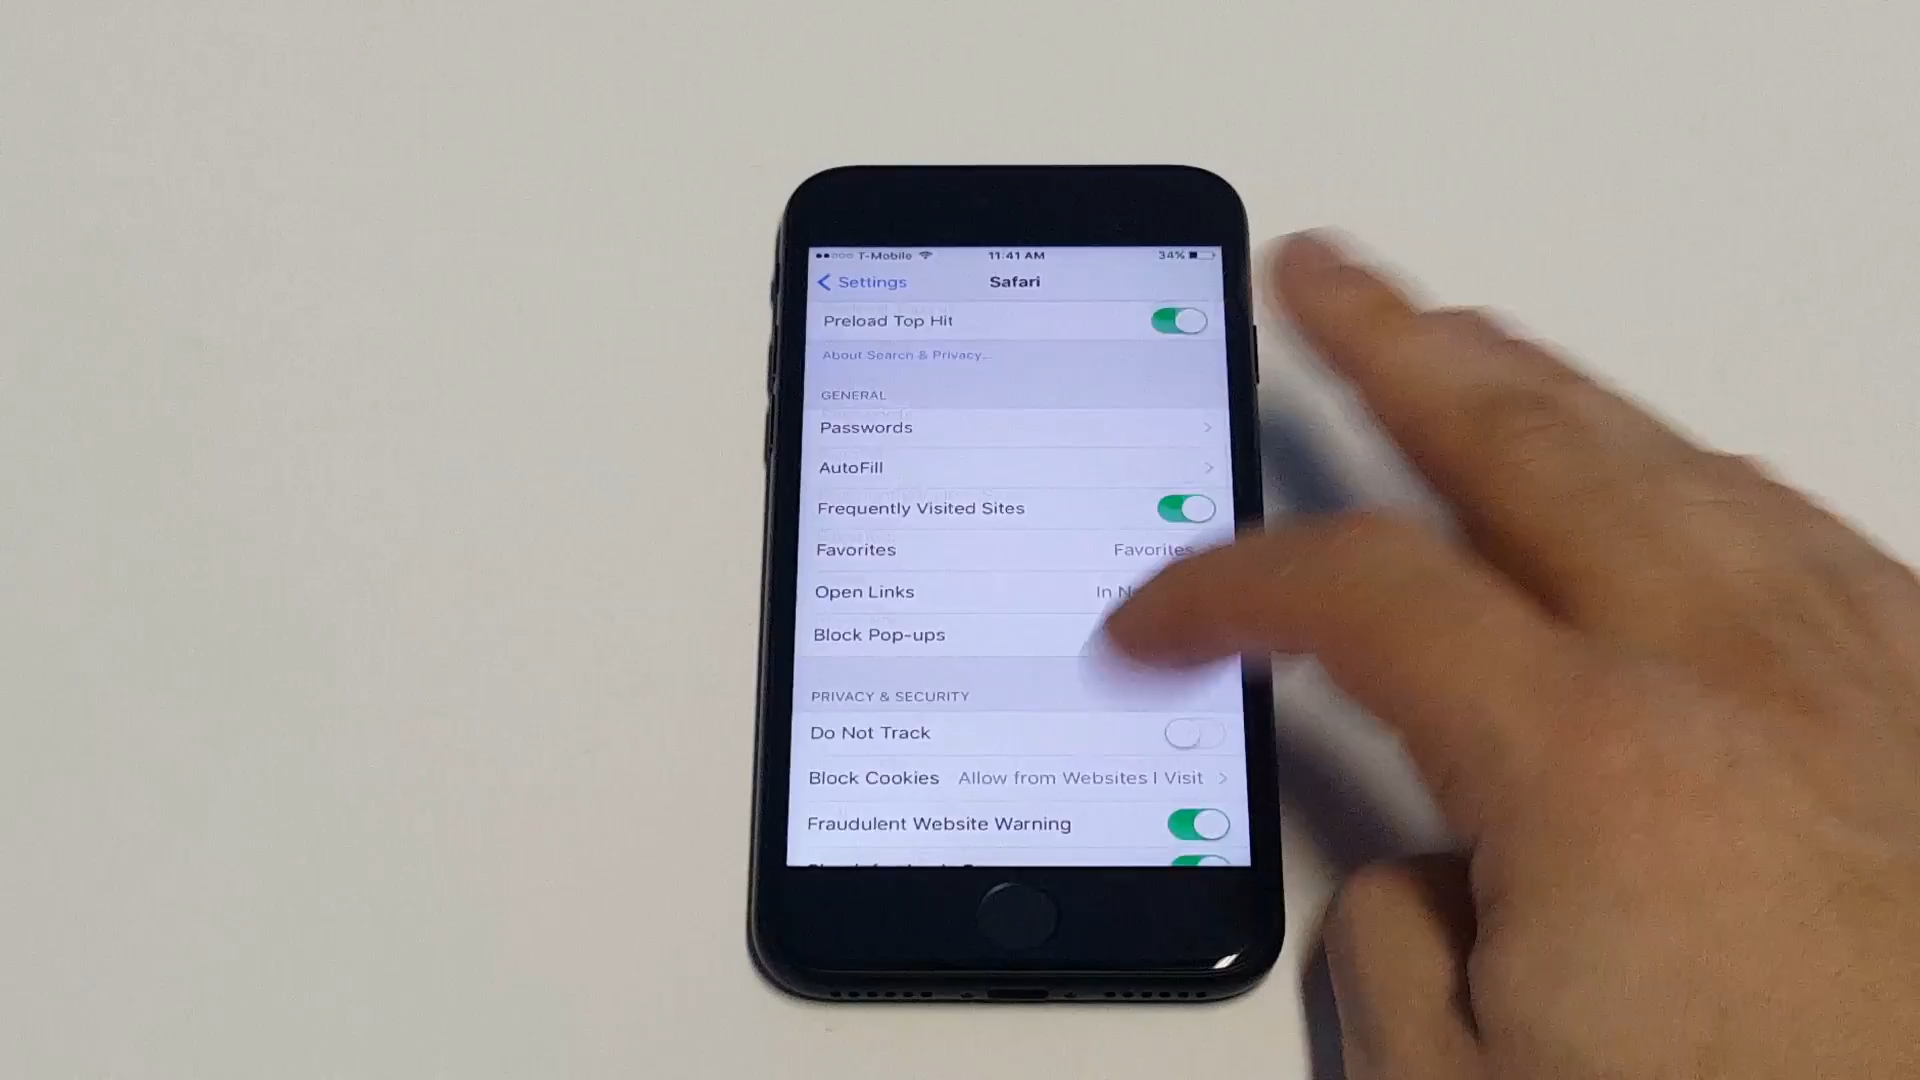 T-Mobile 11:41 AM 34%
Settings Safari
Preload Top Hit
About Search & Privacy...
GENERAL
Passwords
AutoFill
Frequently Visited Sites
Favorites Favorites
Open Links In
Block Pop-ups
PRIVACY & SECURITY
Do Not Track
Block Cookies Allow from Websites I Visit
Fraudulent Website Warning